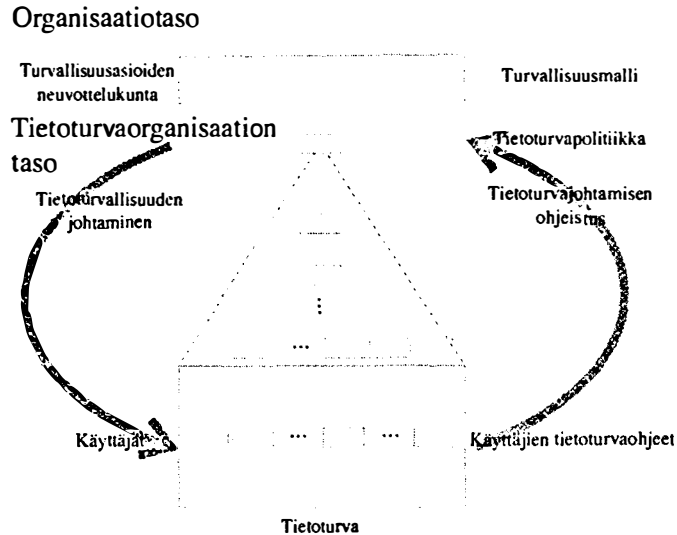 Organisaatiotaso
Turvallisuusasioiden
neuvottelukunta
Turvallisuusmalli
Tietoturvaorganisaation
taso
Tietoturvapolitiikka
Tietoturvallisuuden
johtaminen
Tietoturvajohtamisen
ohjeistus
...
...
... ...
Käyttäjät
Käyttäjien tietoturvaohjeet
Tietoturva